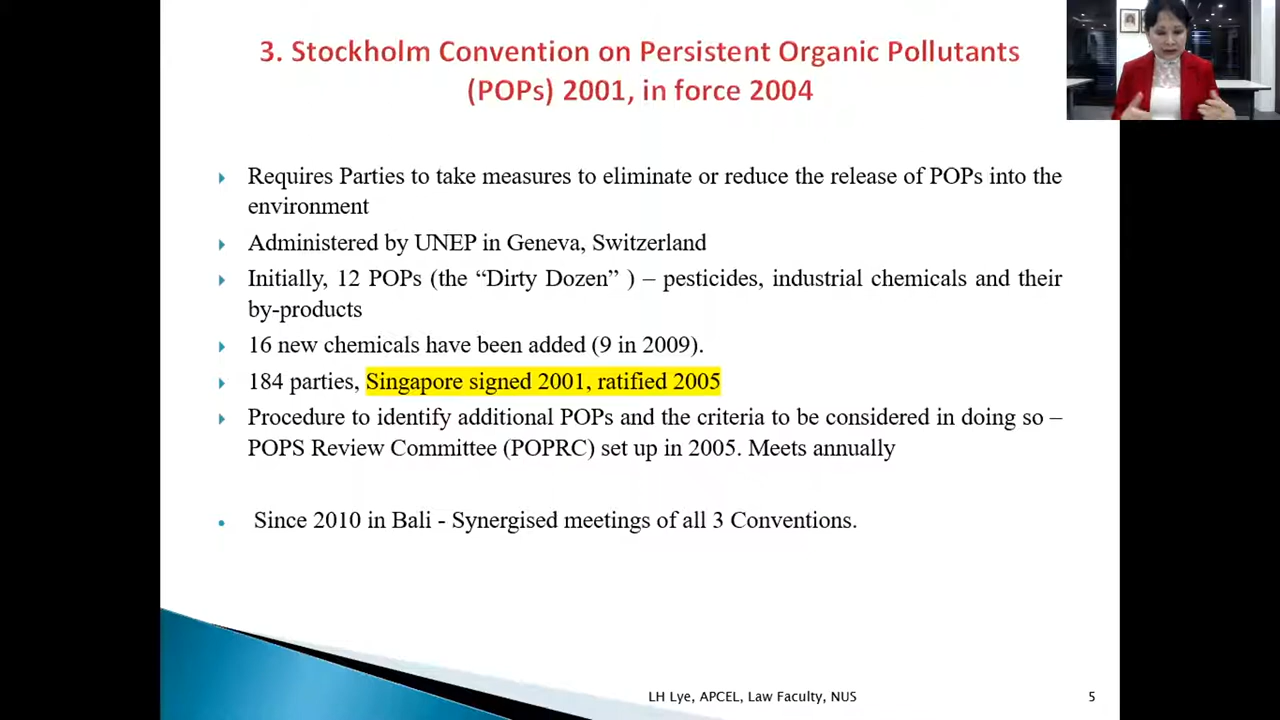 3. Stockholm Convention on Persistent Organic Pollutants
(POPs) 2001, in force 2004
Requires Parties to take measures to eliminate or reduce the release of POPs into the
environment
Administered by UNEP in Geneva, Switzerland
Initially, 12 POPs (the “Dirty Dozen” ) – pesticides, industrial chemicals and their
by-products
16 new chemicals have been added (9 in 2009).
184 parties, Singapore signed 2001, ratified 2005
Procedure to identify additional POPs and the criteria to be considered in doing so –
POPS Review Committee (POPRC) set up in 2005. Meets annually
Since 2010 in Bali - Synergised meetings of all 3 Conventions.
LH Lye, APCEL, Law Faculty, NUS
5